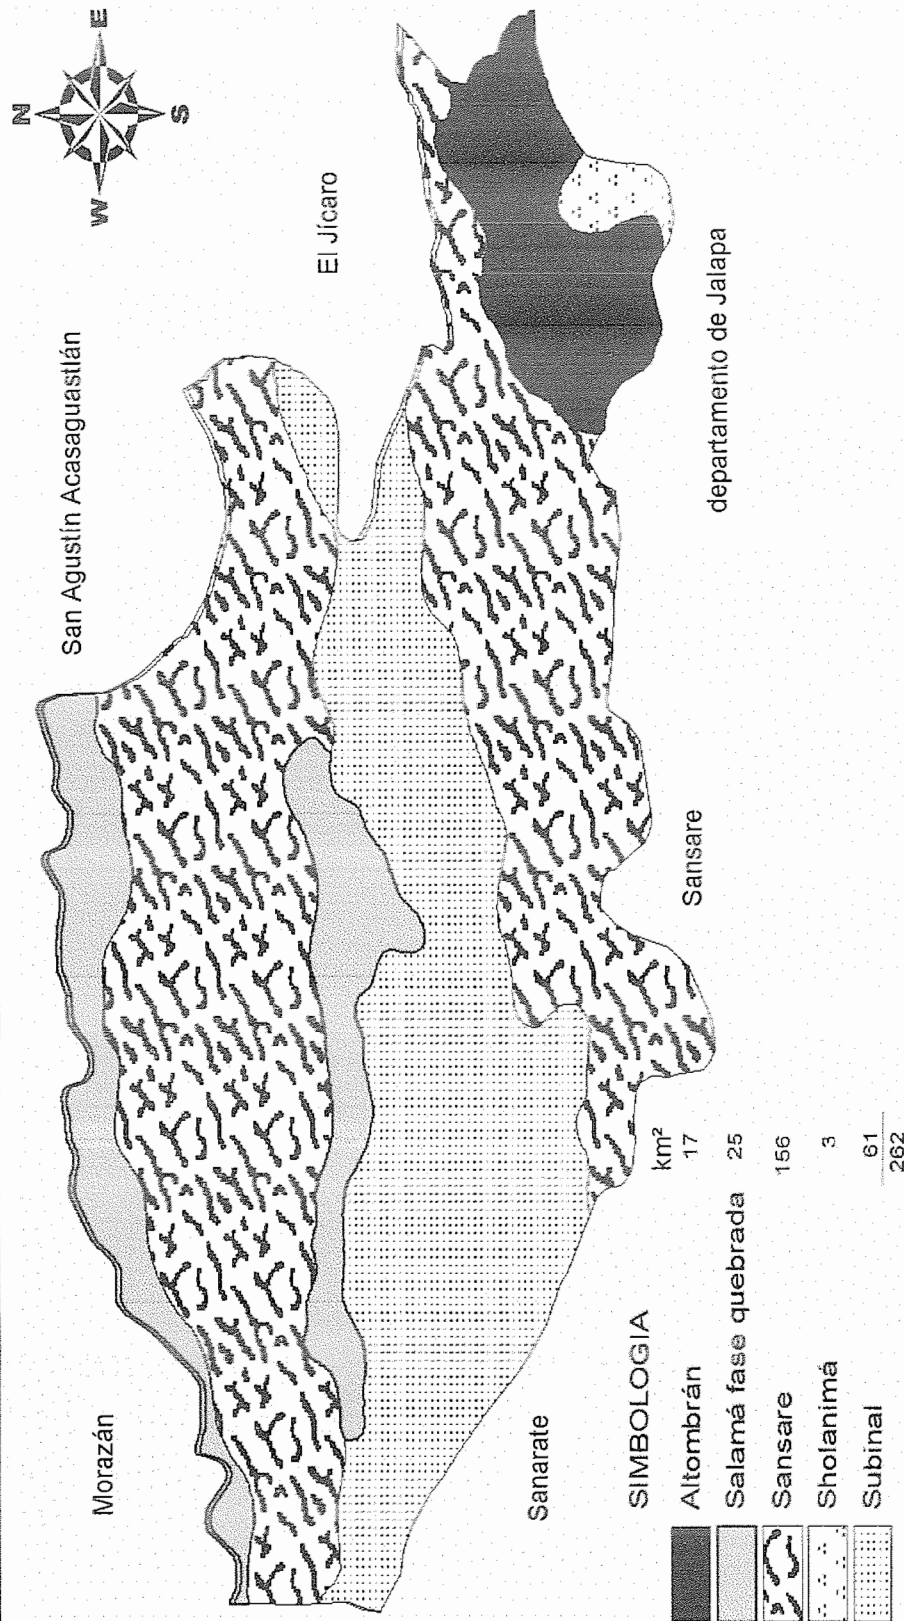 N
W
E
S
San Agustín Acasaguastlán
Morazán
El Jícaro
Sanarate
Sansare
departamento de Jalapa
SIMBOLOGIA
km²
Altombrán 17
Salamá fase quebrada 25
Sansare 156
Sholanimá 3
Subinal 61
262